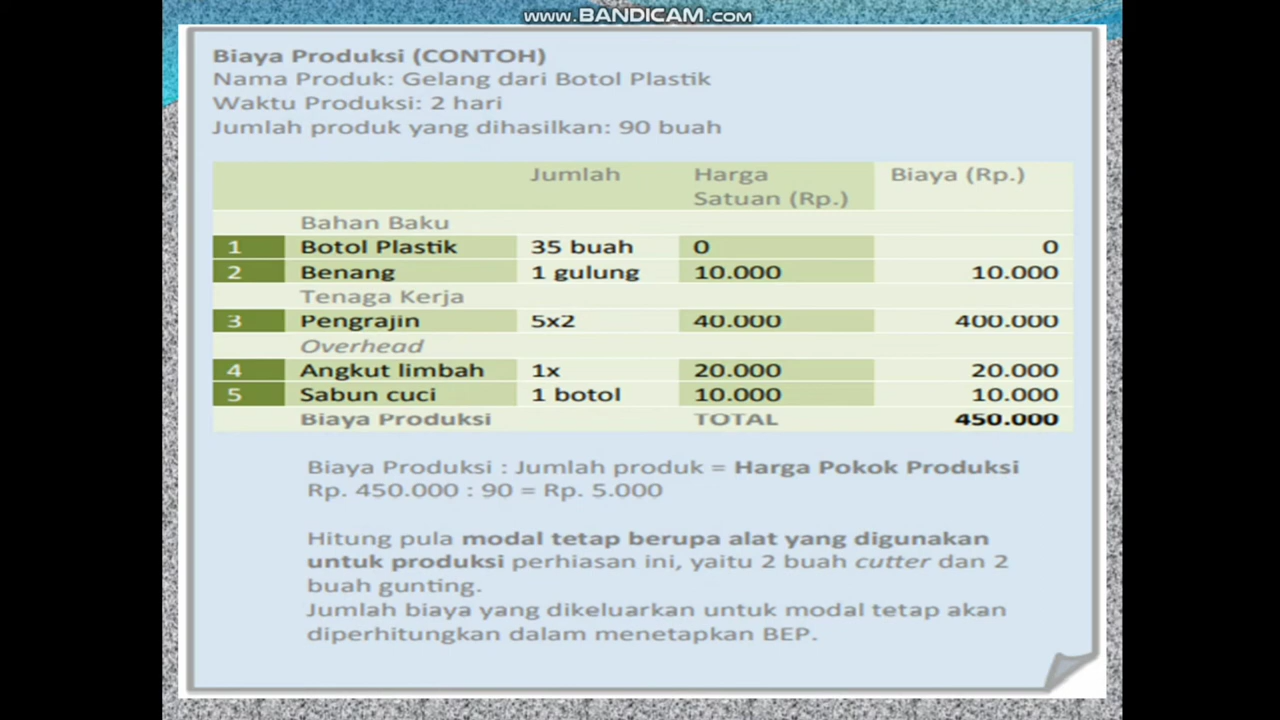 www.BANDICAM.com
Biaya Produksi (CONTOH)
Nama Produk: Gelang dari Botol Plastik
Waktu Produksi: 2 hari
Jumlah produk yang dihasilkan: 90 buah
Jumlah Harga Satuan (Rp.) Biaya (Rp.)
Bahan Baku
1 Botol Plastik 35 buah 0 0
2 Benang 1 gulung 10.000 10.000
Tenaga Kerja
3 Pengrajin 5x2 40.000 400.000
Overhead
4 Angkut limbah 1x 20.000 20.000
5 Sabun cuci 1 botol 10.000 10.000
Biaya Produksi TOTAL 450.000
Biaya Produksi : Jumlah produk = Harga Pokok Produksi
Rp. 450.000 : 90 = Rp. 5.000
Hitung pula modal tetap berupa alat yang digunakan
untuk produksi perhiasan ini, yaitu 2 buah cutter dan 2
buah gunting.
Jumlah biaya yang dikeluarkan untuk modal tetap akan
diperhitungkan dalam menetapkan BEP.